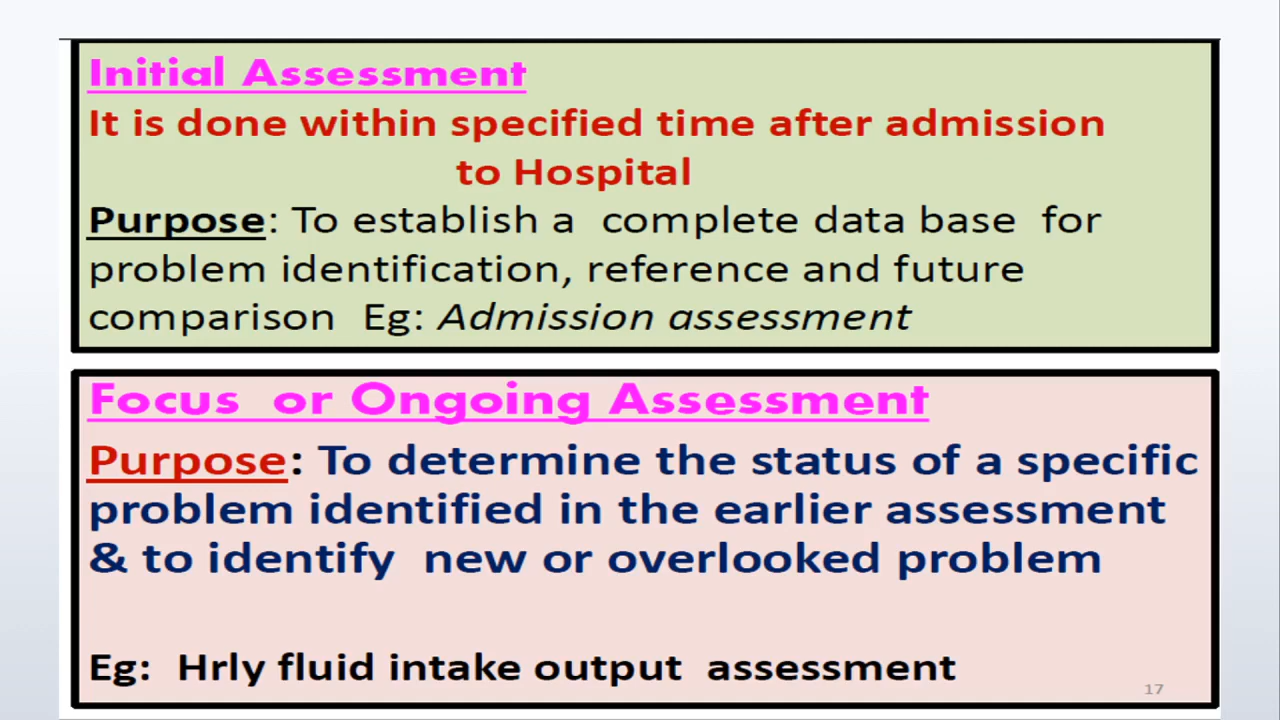 Initial Assessment
It is done within specified time after admission
to Hospital
Purpose: To establish a complete data base for
problem identification, reference and future
comparison Eg: Admission assessment
Focus or Ongoing Assessment
Purpose: To determine the status of a specific
problem identified in the earlier assessment
& to identify new or overlooked problem
Eg: Hrly fluid intake output assessment
17